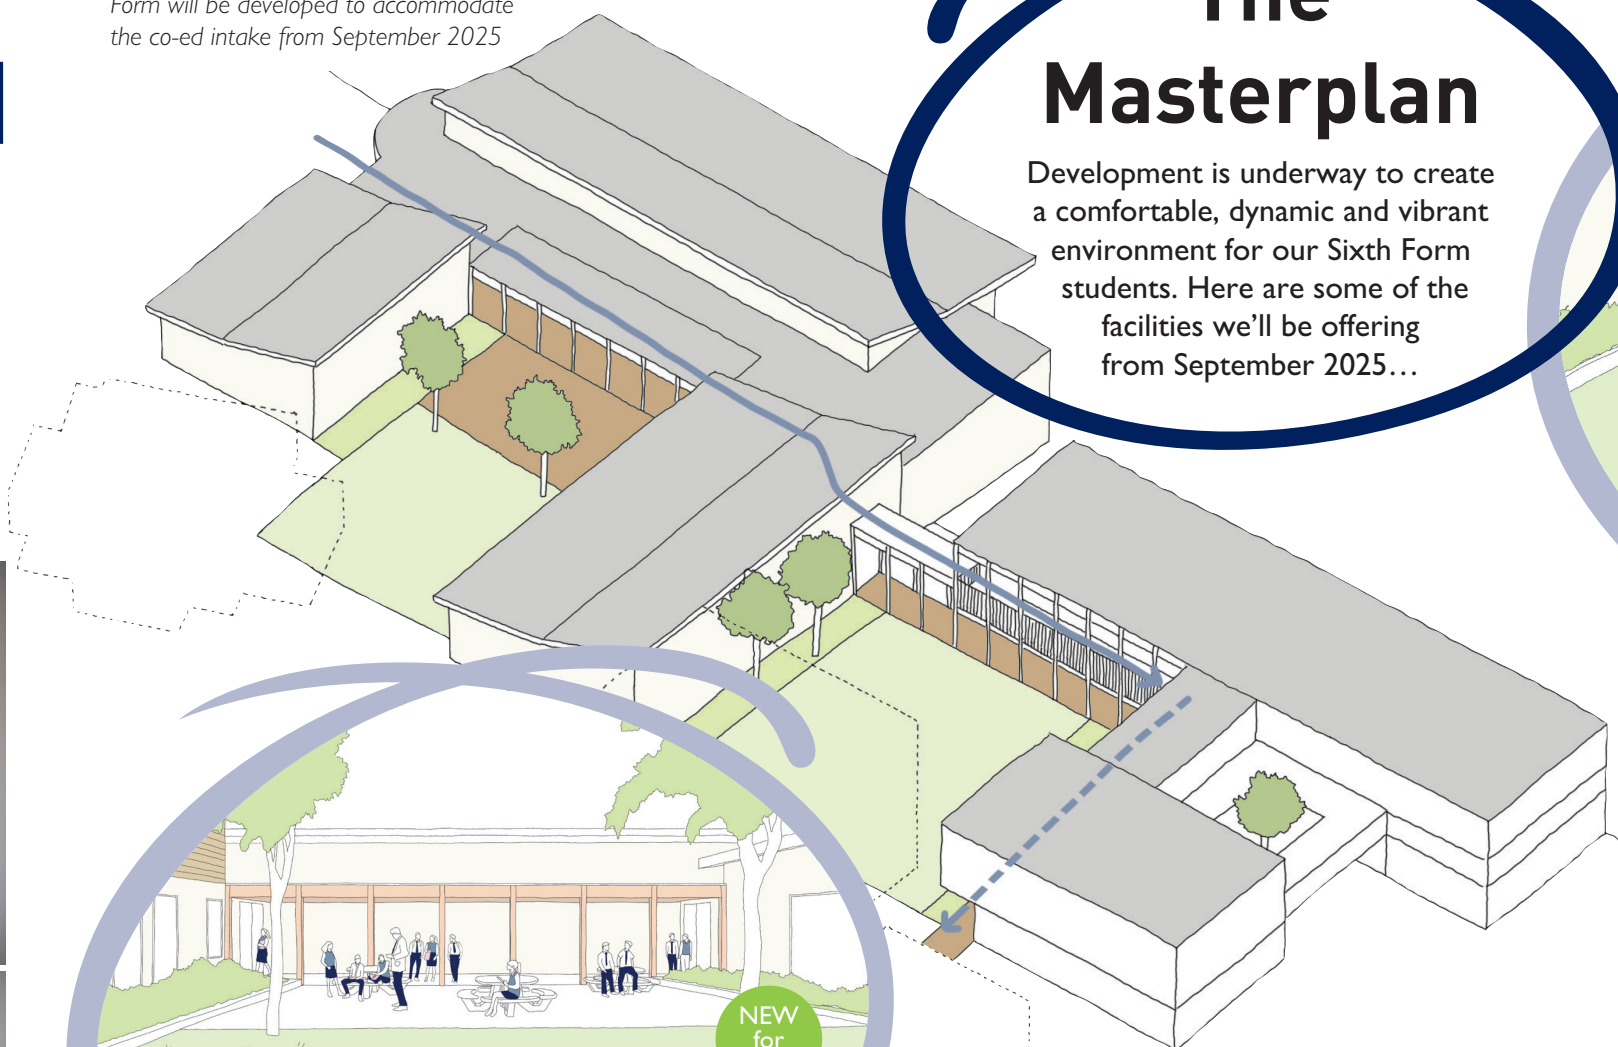 Form will be developed to accommodate
the co-ed intake from September 2025
The
Masterplan
Development is underway to create
a comfortable, dynamic and vibrant
environment for our Sixth Form
students. Here are some of the
facilities we'll be offering
from September 2025...
NEW
for